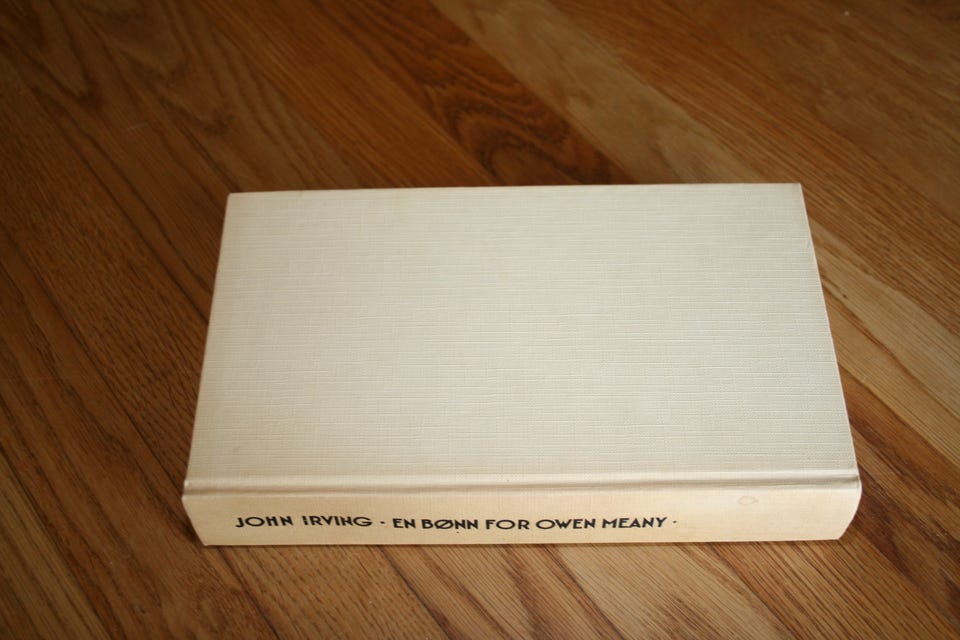 JOHN IRVING · EN BØNN FOR OWEN MEANY ·